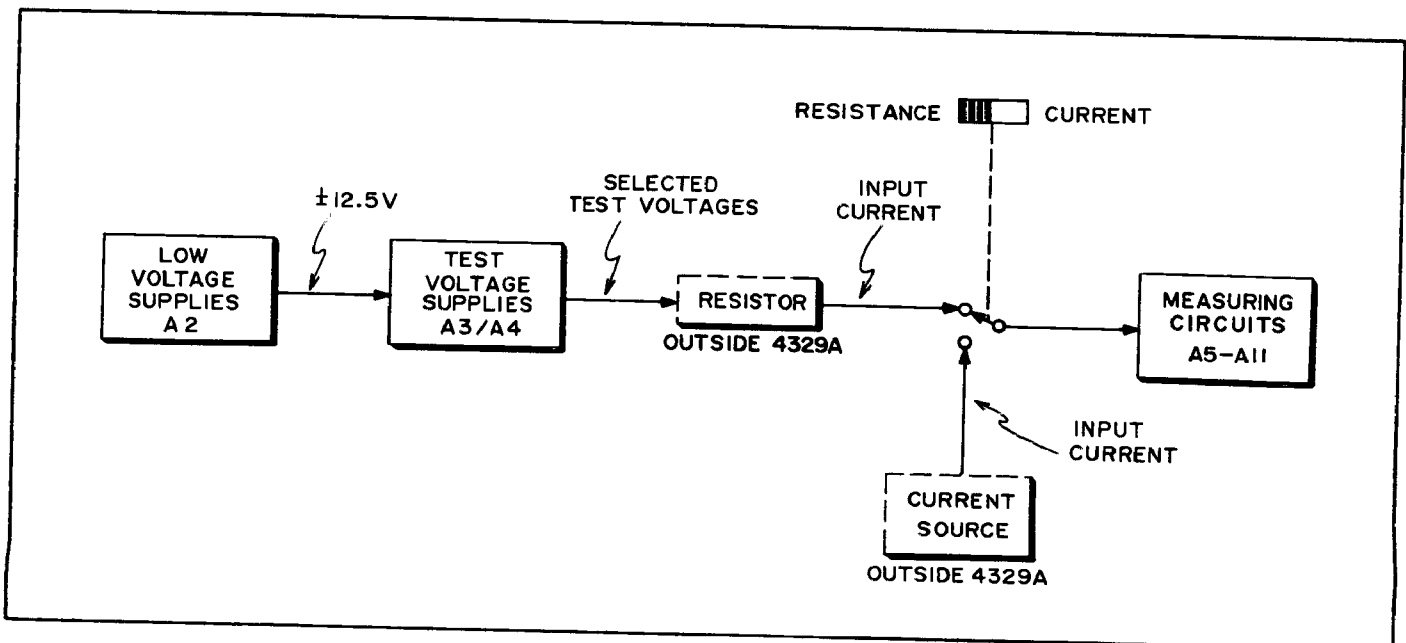 RESISTANCE CURRENT
±12.5V
SELECTED
TEST VOLTAGES
INPUT
CURRENT
LOW
VOLTAGE
SUPPLIES
A2
TEST
VOLTAGE
SUPPLIES
A3/A4
RESISTOR
OUTSIDE 4329A
MEASURING
CIRCUITS
A5-A11
INPUT
CURRENT
CURRENT
SOURCE
OUTSIDE 4329A